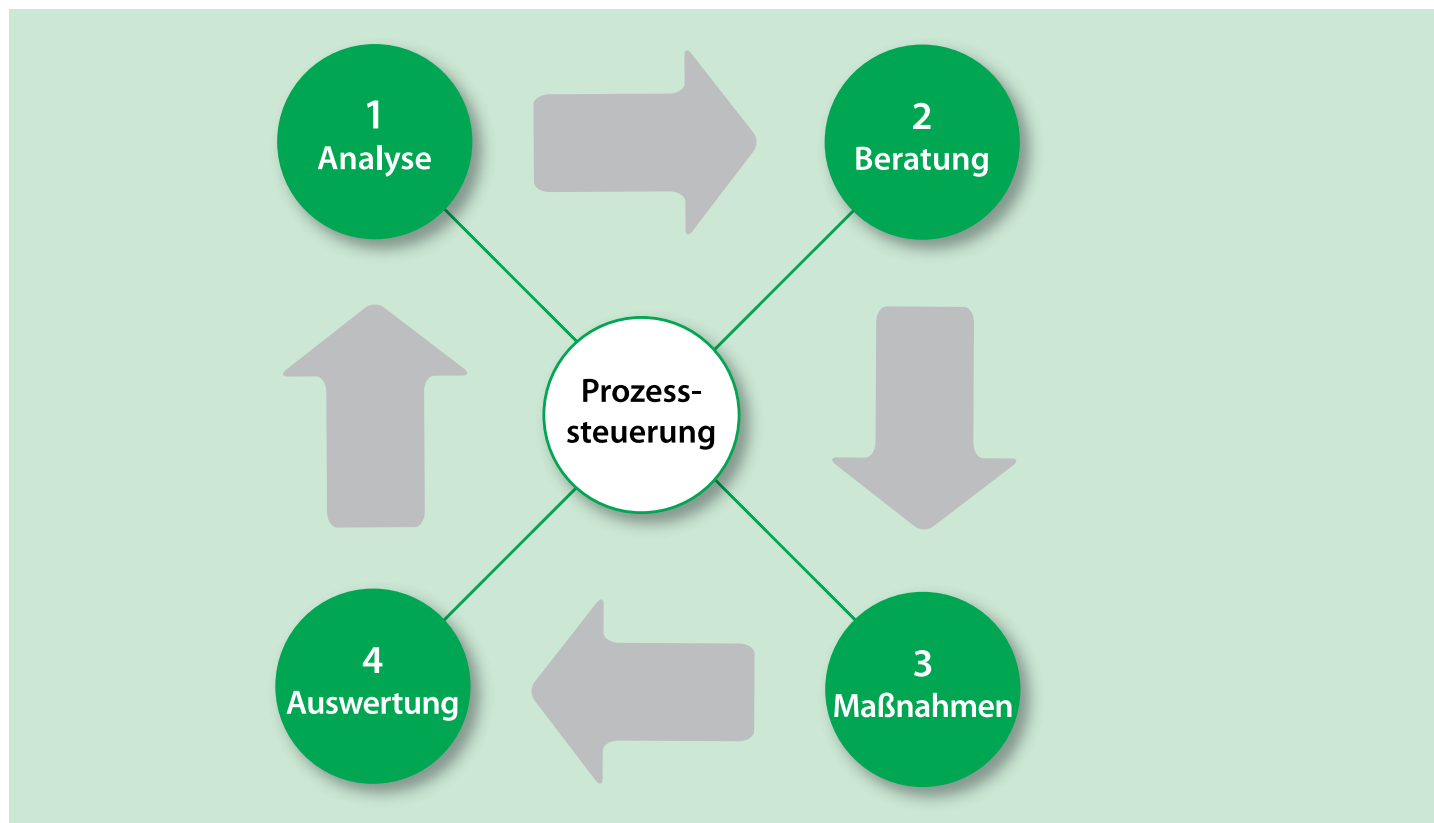 1
Analyse
2
Beratung
Prozess-
steuerung
4
Auswertung
3
Maßnahmen